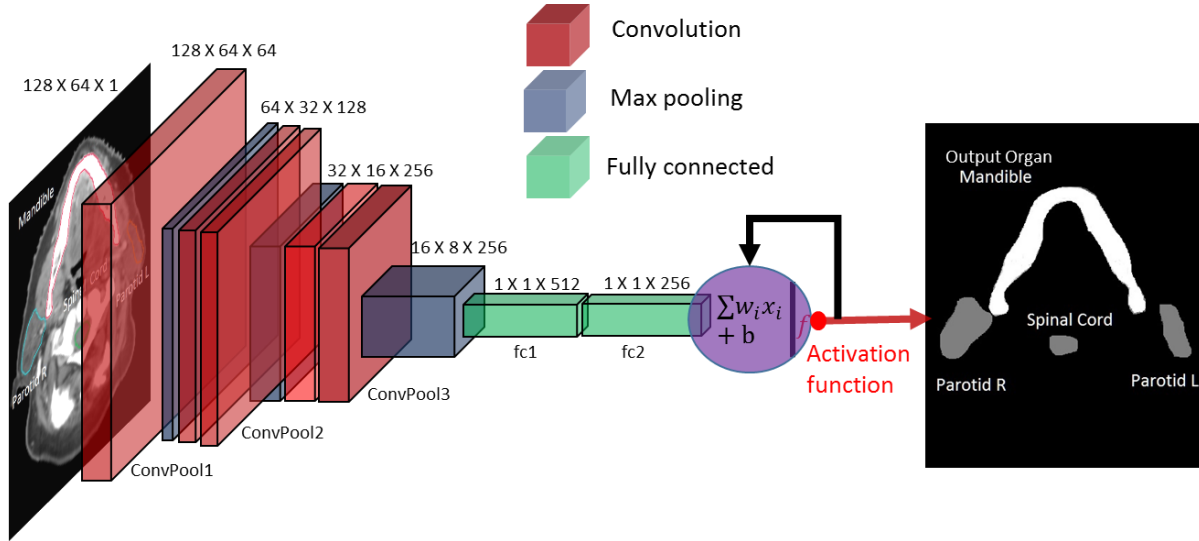 Convolution
Max pooling
Fully connected
128 X 64 X 1
128 X 64 X 64
64 X 32 X 128
32 X 16 X 256
16 X 8 X 256
1 X 1 X 512
1 X 1 X 256
Mandible
Spinal Cord
Parotid L
Parotid R
ConvPool1
ConvPool2
ConvPool3
fc1
fc2
∑wᵢxᵢ
+ b
f
Activation
function
Output Organ
Mandible
Spinal Cord
Parotid R
Parotid L